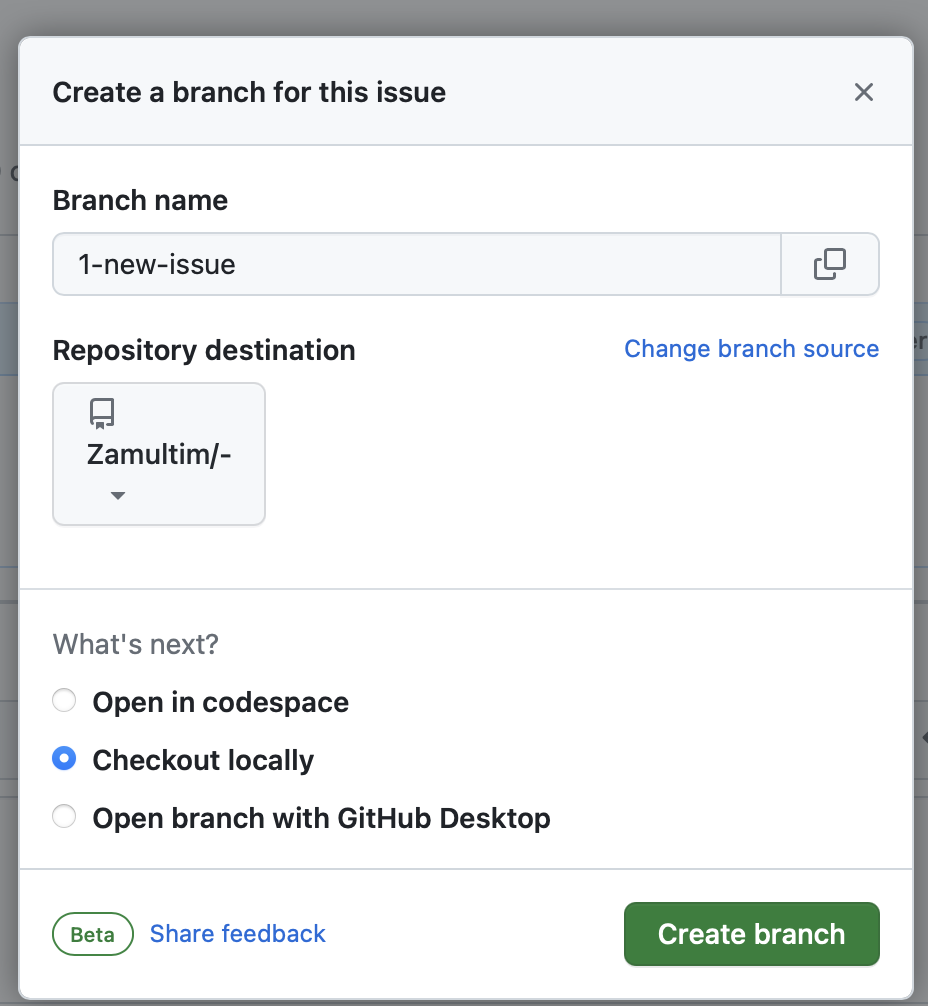 Create a branch for this issue
Branch name
1-new-issue
Repository destination
Change branch source
Zamultim/-
What's next?
Open in codespace
Checkout locally
Open branch with GitHub Desktop
Beta
Share feedback
Create branch